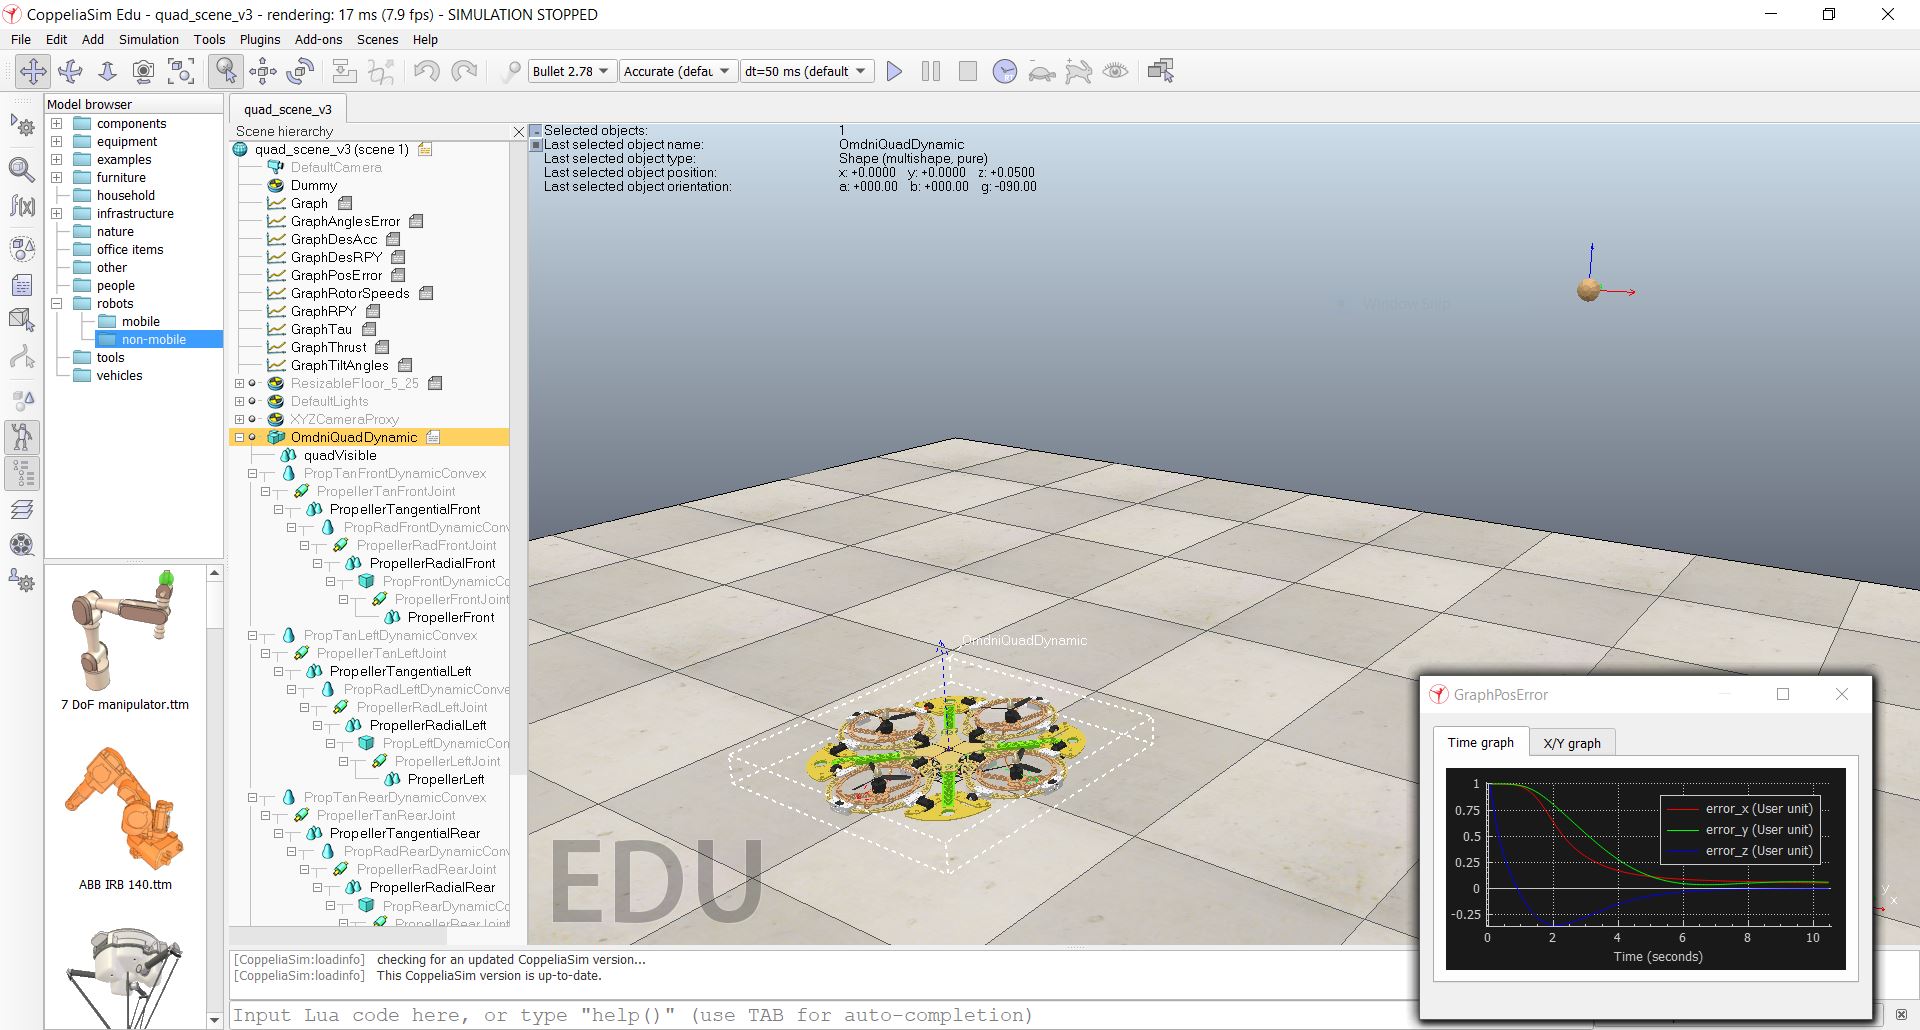 CoppeliaSim Edu - quad_scene_v3 - rendering: 17 ms (7.9 fps) - SIMULATION STOPPED
File Edit Add Simulation Tools Plugins Add-ons Scenes Help
Bullet 2.78 Accurate (defau dt=50 ms (default
Model browser
components
equipment
examples
furniture
household
infrastructure
nature
office items
other
people
robots
mobile
non-mobile
tools
vehicles
7 DoF manipulator.ttm
ABB IRB 140.ttm
quad_scene_v3
Scene hierarchy
quad_scene_v3 (scene 1)
DefaultCamera
Dummy
Graph
GraphAnglesError
GraphDesAcc
GraphDesRPY
GraphPosError
GraphRotorSpeeds
GraphRPY
GraphTau
GraphThrust
GraphTiltAngles
ResizableFloor_5_25
DefaultLights
XYZCameraProxy
OmdniQuadDynamic
quadVisible
PropTanFrontDynamicConvex
PropellerTanFrontJoint
PropellerTangentialFront
PropRadFrontDynamicConv
PropellerRadFrontJoint
PropellerRadialFront
PropFrontDynamicCo
PropellerFrontJoint
PropellerFront
PropTanLeftDynamicConvex
PropellerTanLeftJoint
PropellerTangentialLeft
PropRadLeftDynamicConve
PropellerRadLeftJoint
PropellerRadialLeft
PropLeftDynamicCon
PropellerLeftJoint
PropellerLeft
PropTanRearDynamicConvex
PropellerTanRearJoint
PropellerTangentialRear
PropRadRearDynamicConv
PropellerRadRearJoint
PropellerRadialRear
PropRearDynamicCo
PropellerRearJoint
Selected objects: 1
Last selected object name: OmdniQuadDynamic
Last selected object type: Shape (multishape, pure)
Last selected object position: x: +0.0000 y: +0.0000 z: +0.0500
Last selected object orientation: a: +000.00 b: +000.00 g: -090.00
Window Snip
OmdniQuadDynamic
EDU
y
x
GraphPosError
Time graph X/Y graph
1
0.75
0.5
0.25
0
-0.25
error_x (User unit)
error_y (User unit)
error_z (User unit)
0 2 4 6 8 10
Time (seconds)
[CoppeliaSim:loadinfo] checking for an updated CoppeliaSim version...
[CoppeliaSim:loadinfo] This CoppeliaSim version is up-to-date.
Input Lua code here, or type "help()" (use TAB for auto-completion)